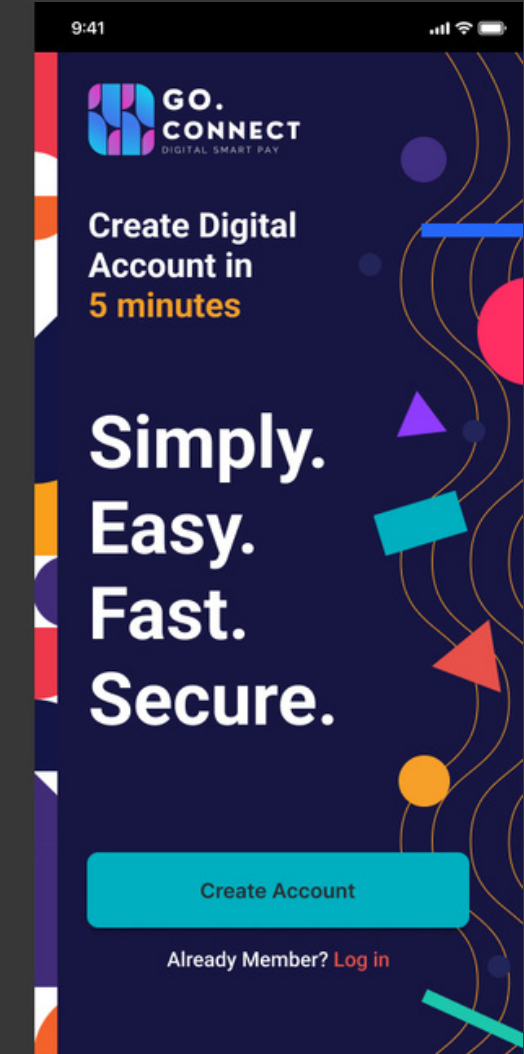 9:41
GO.
CONNECT
DIGITAL SMART PAY
Create Digital
Account in
5 minutes
Simply.
Easy.
Fast.
Secure.
Create Account
Already Member? Log in